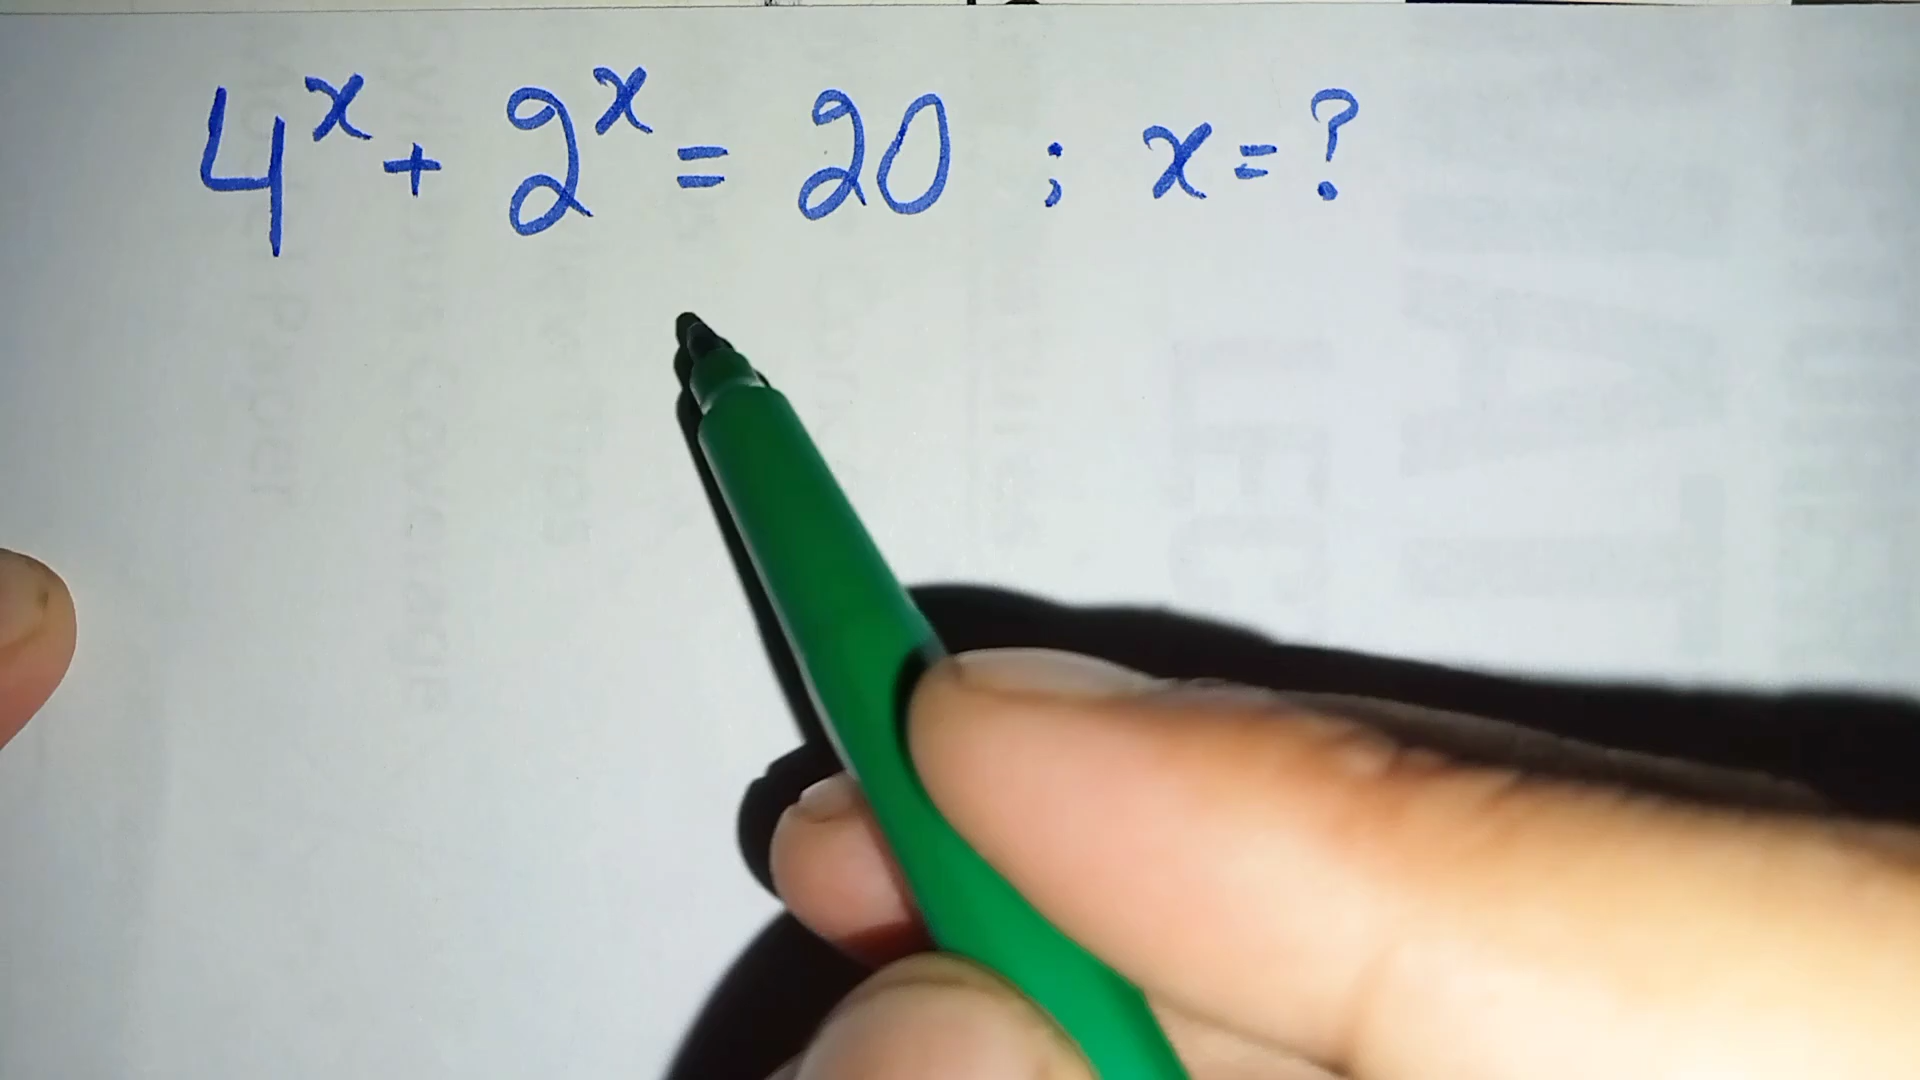 4^x + 2^x = 20 ; x = ?